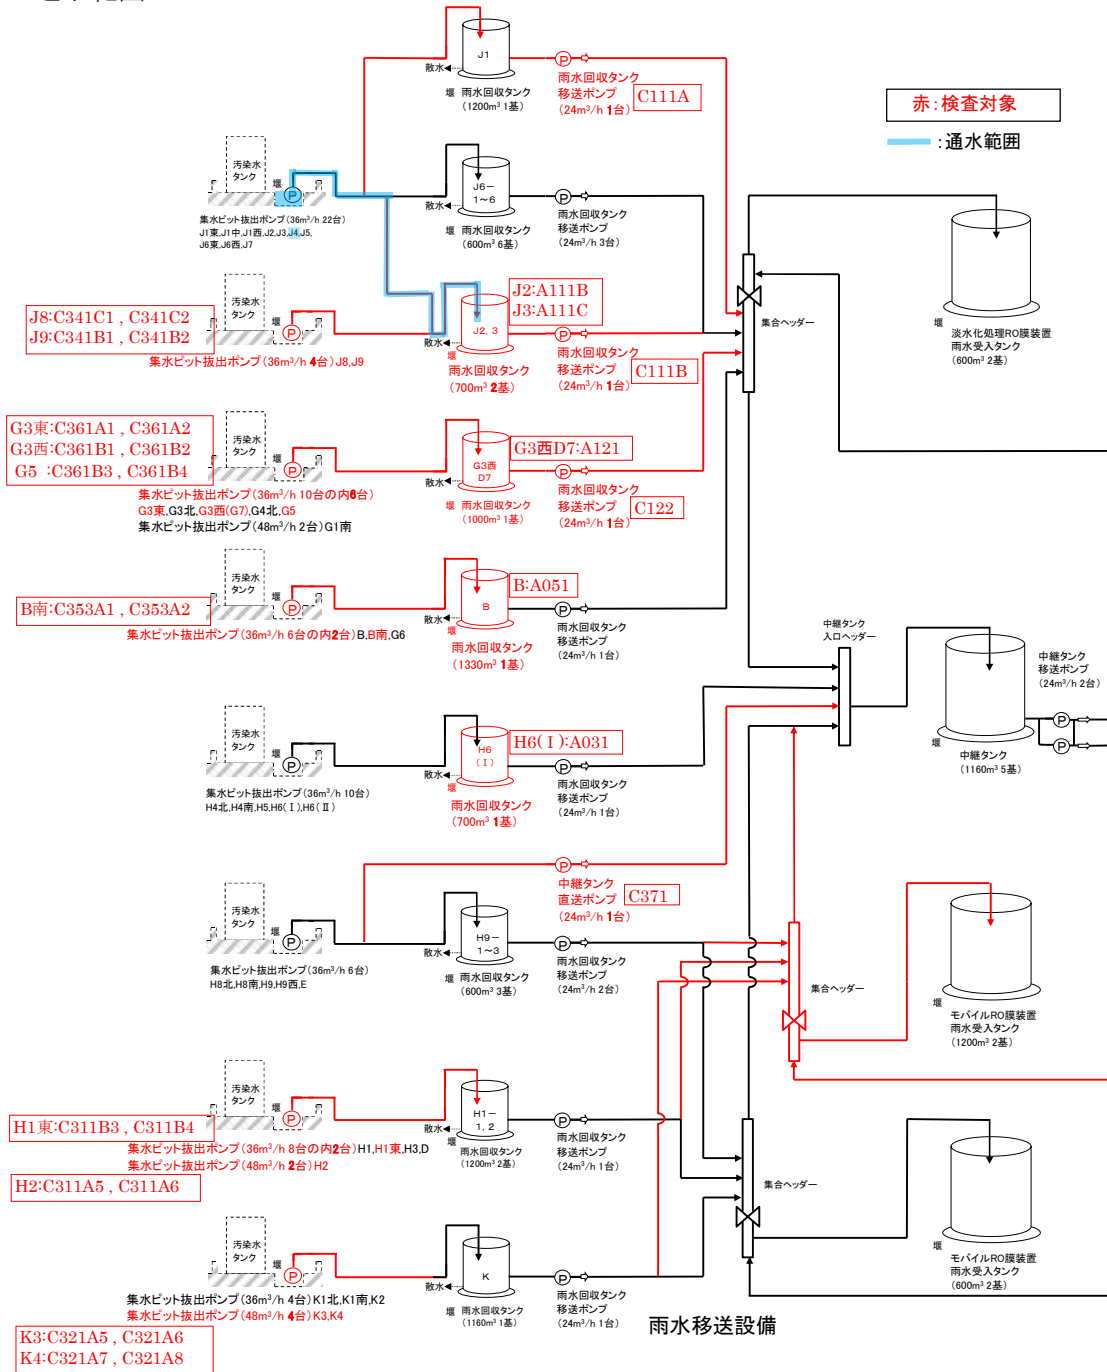 J1
散水
堰 雨水回収タンク
(1200m³ 1基)
雨水回収タンク
移送ポンプ
(24m³/h 1台)
C111A
赤:検査対象
:通水範囲
汚染水
タンク
堰
P
集水ピット抜出ポンプ(36m³/h 22台)
J1東,J1中,J1西,J2,J3,J4,J5,
J6東,J6西,J7
J6-
1~6
散水
堰 雨水回収タンク
(600m³ 6基)
P
雨水回収タンク
移送ポンプ
(24m³/h 3台)
集合ヘッダー
堰
淡水化処理RO膜装置
雨水受入タンク
(600m³ 2基)
J8:C341C1 , C341C2
J9:C341B1 , C341B2
汚染水
タンク
堰
P
集水ピット抜出ポンプ(36m³/h 4台)J8,J9
J2, 3
散水
堰
雨水回収タンク
(700m³ 2基)
J2:A111B
J3:A111C
P
雨水回収タンク
移送ポンプ
(24m³/h 1台)
C111B
G3東:C361A1 , C361A2
G3西:C361B1 , C361B2
G5 :C361B3 , C361B4
汚染水
タンク
堰
P
集水ピット抜出ポンプ(36m³/h 10台の内6台)
G3東,G3北,G3西(G7),G4北,G5
集水ピット抜出ポンプ(48m³/h 2台)G1南
G3西
D7
散水
堰 雨水回収タンク
(1000m³ 1基)
G3西D7:A121
P
雨水回収タンク
移送ポンプ
(24m³/h 1台)
C122
B南:C353A1 , C353A2
汚染水
タンク
堰
P
集水ピット抜出ポンプ(36m³/h 6台の内2台)B,B南,G6
B
散水
堰
雨水回収タンク
(1330m³ 1基)
B:A051
P
雨水回収タンク
移送ポンプ
(24m³/h 1台)
中継タンク
入口ヘッダー
中継タンク
移送ポンプ
(24m³/h 2台)
P
P
堰
中継タンク
(1160m³ 5基)
汚染水
タンク
堰
P
集水ピット抜出ポンプ(36m³/h 10台)
H4北,H4南,H5,H6(Ⅰ),H6(Ⅱ)
H6
(Ⅰ)
散水
堰
雨水回収タンク
(700m³ 1基)
H6(Ⅰ):A031
P
雨水回収タンク
移送ポンプ
(24m³/h 1台)
P
中継タンク
直送ポンプ
(24m³/h 1台)
C371
汚染水
タンク
堰
P
集水ピット抜出ポンプ(36m³/h 6台)
H8北,H8南,H9,H9西,E
H9-
1~3
散水
堰 雨水回収タンク
(600m³ 3基)
P
雨水回収タンク
移送ポンプ
(24m³/h 2台)
集合ヘッダー
堰
モバイルRO膜装置
雨水受入タンク
(1200m³ 2基)
H1東:C311B3 , C311B4
汚染水
タンク
堰
P
集水ピット抜出ポンプ(36m³/h 8台の内2台)H1,H1東,H3,D
集水ピット抜出ポンプ(48m³/h 2台)H2
H2:C311A5 , C311A6
H1-
1, 2
散水
堰
雨水回収タンク
(1200m³ 2基)
P
雨水回収タンク
移送ポンプ
(24m³/h 1台)
集合ヘッダー
堰
モバイルRO膜装置
雨水受入タンク
(600m³ 2基)
汚染水
タンク
堰
P
集水ピット抜出ポンプ(36m³/h 4台)K1北,K1南,K2
集水ピット抜出ポンプ(48m³/h 4台)K3,K4
K3:C321A5 , C321A6
K4:C321A7 , C321A8
K
散水
堰 雨水回収タンク
(1160m³ 1基)
P
雨水回収タンク
移送ポンプ
(24m³/h 1台)
雨水移送設備